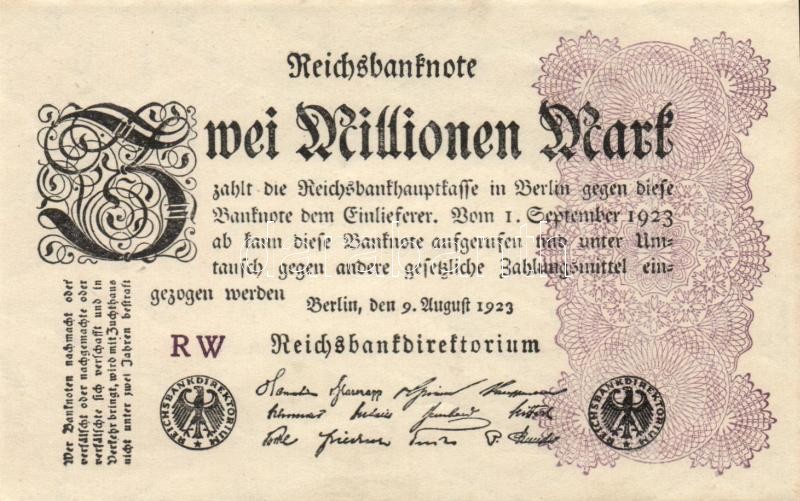 Reichsbanknote
Zwei Millionen Mark
zahlt die Reichsbankhauptkasse in Berlin gegen diese
Banknote dem Einlieferer. Vom 1. September 1923
ab kann diese Banknote aufgerufen und unter Um-
tausch gegen andere gesetzliche Zahlungsmittel ein-
gezogen werden
Berlin, den 9. August 1923
RW
Reichsbankdirektorium
Wer Banknoten nachmacht oder
verfälscht oder nachgemachte oder
verfälschte sich verschafft und in
Verkehr bringt, wird mit Zuchthaus
nicht unter zwei Jahren bestraft
REICHSBANKDIREKTORIUM
REICHSBANKDIREKTORIUM